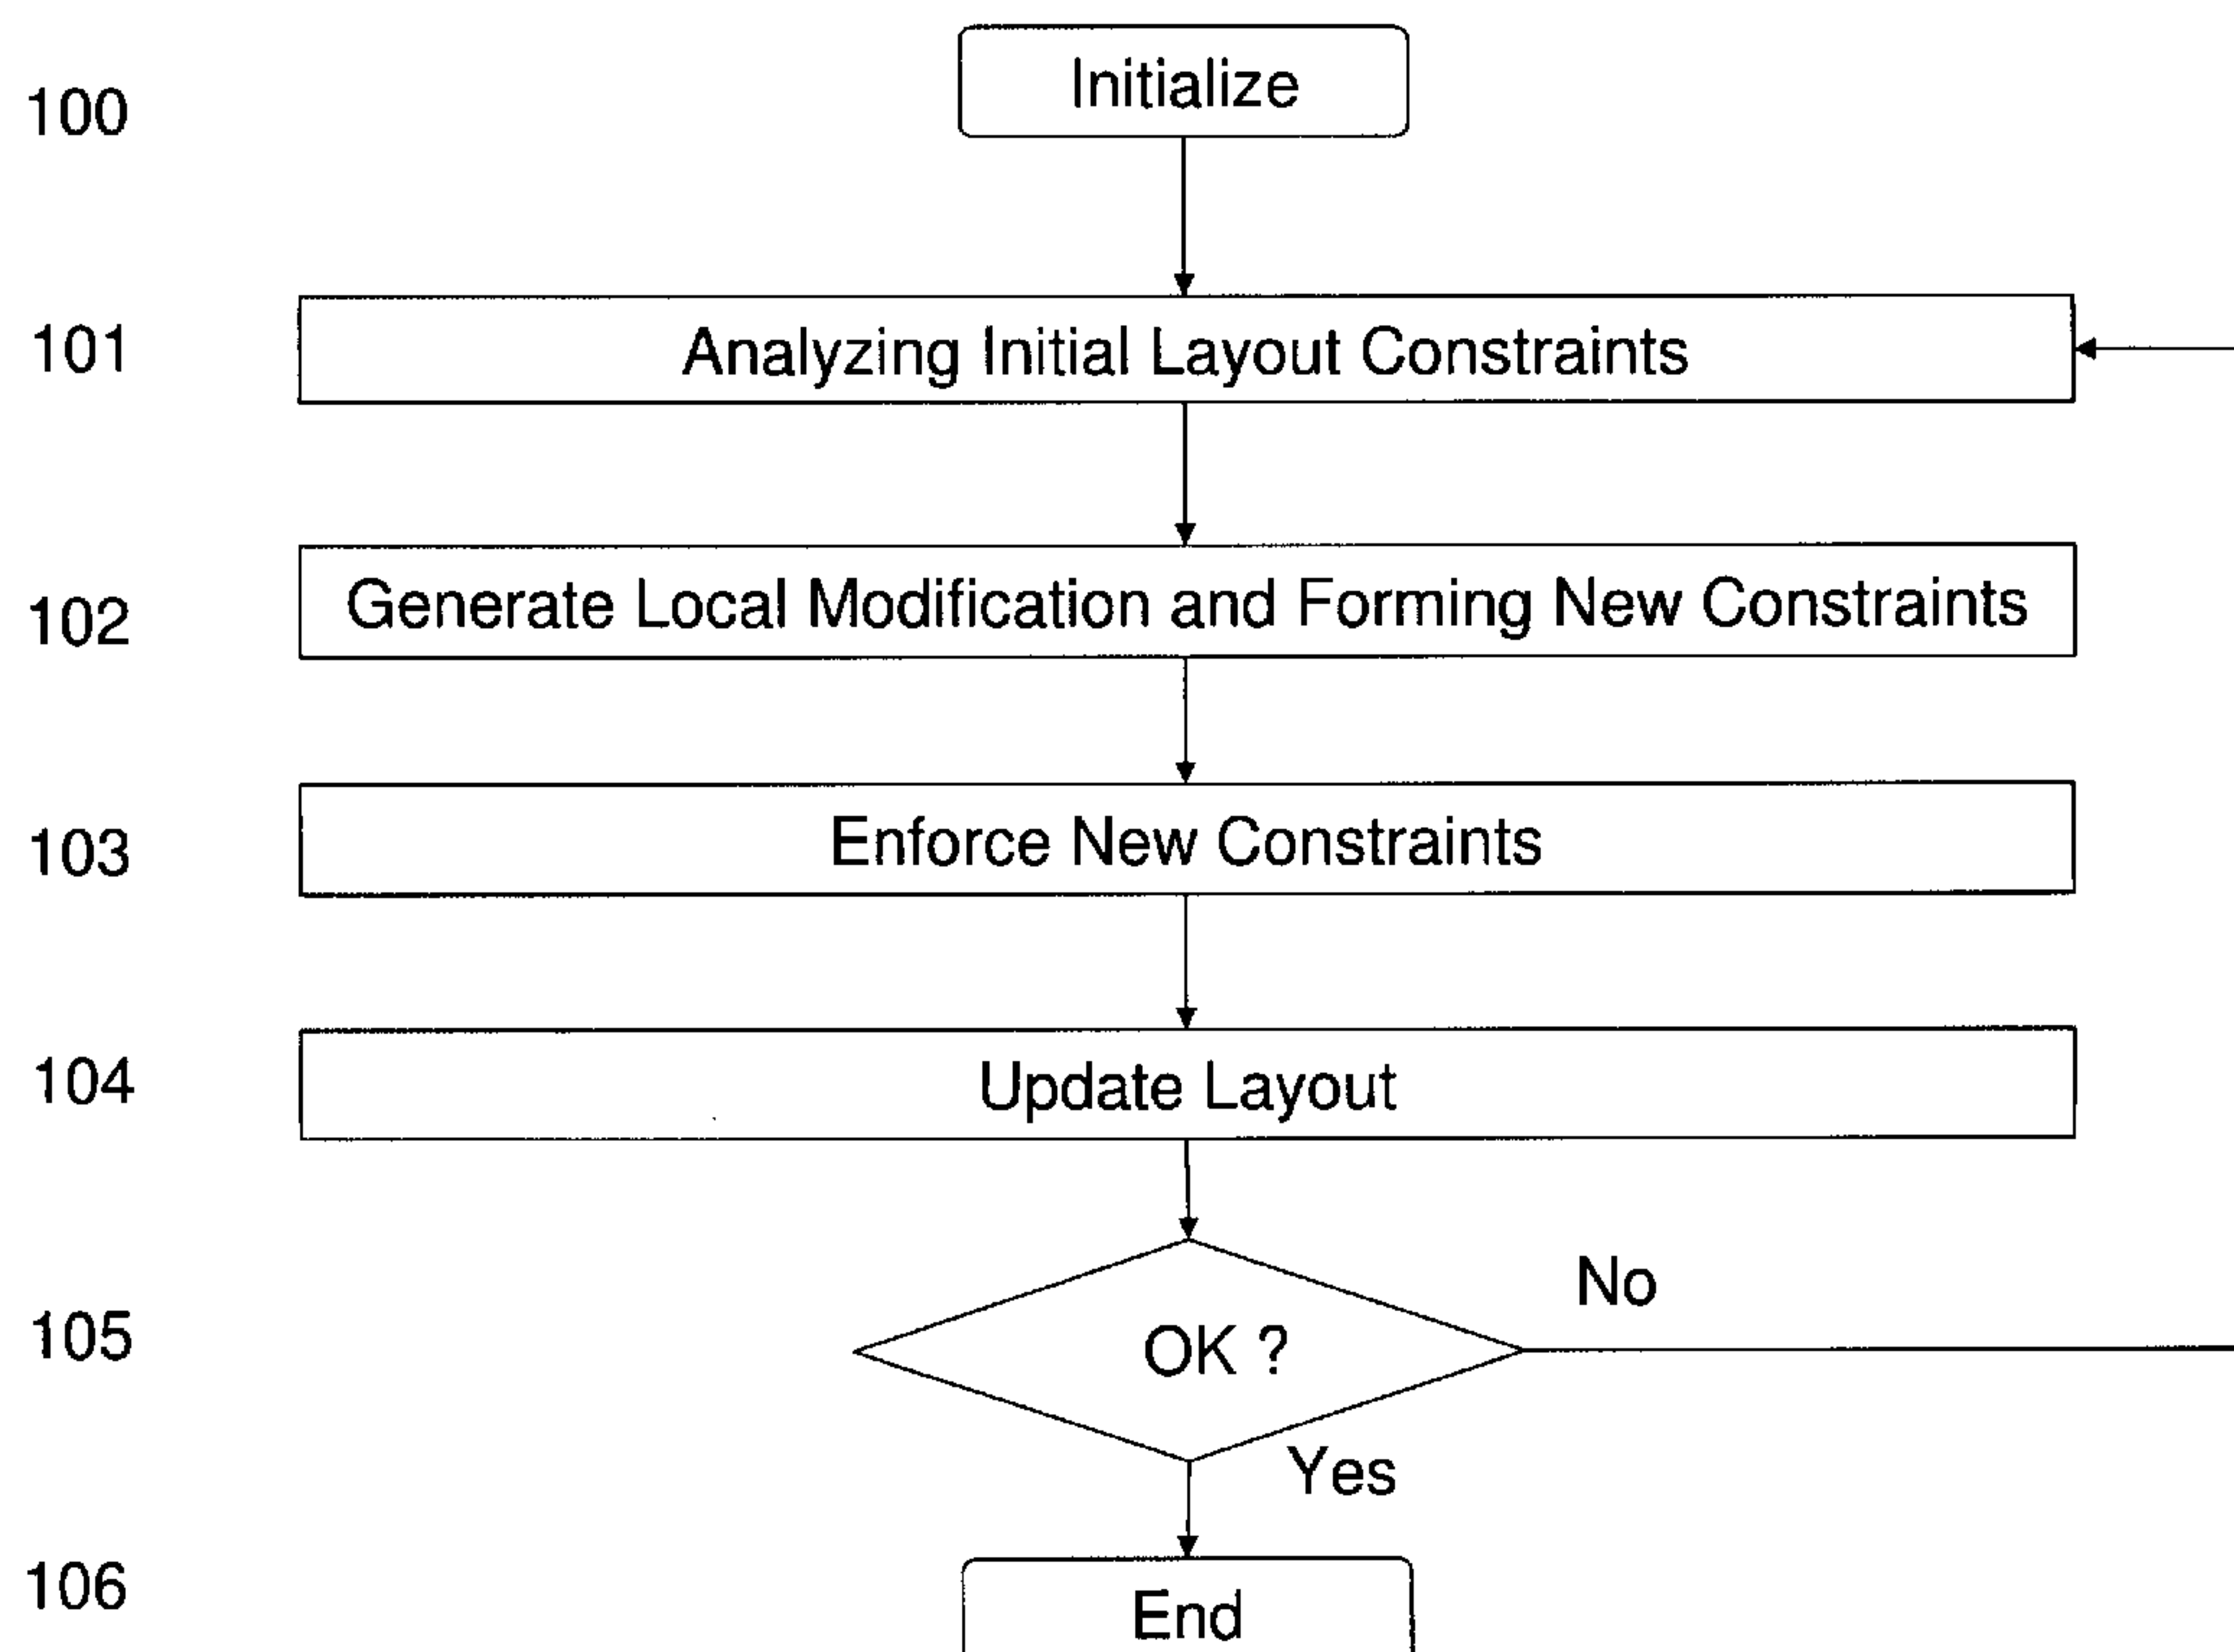 100
Initialize
101
Analyzing Initial Layout Constraints
102
Generate Local Modification and Forming New Constraints
103
Enforce New Constraints
104
Update Layout
No
105
OK ?
Yes
106
End